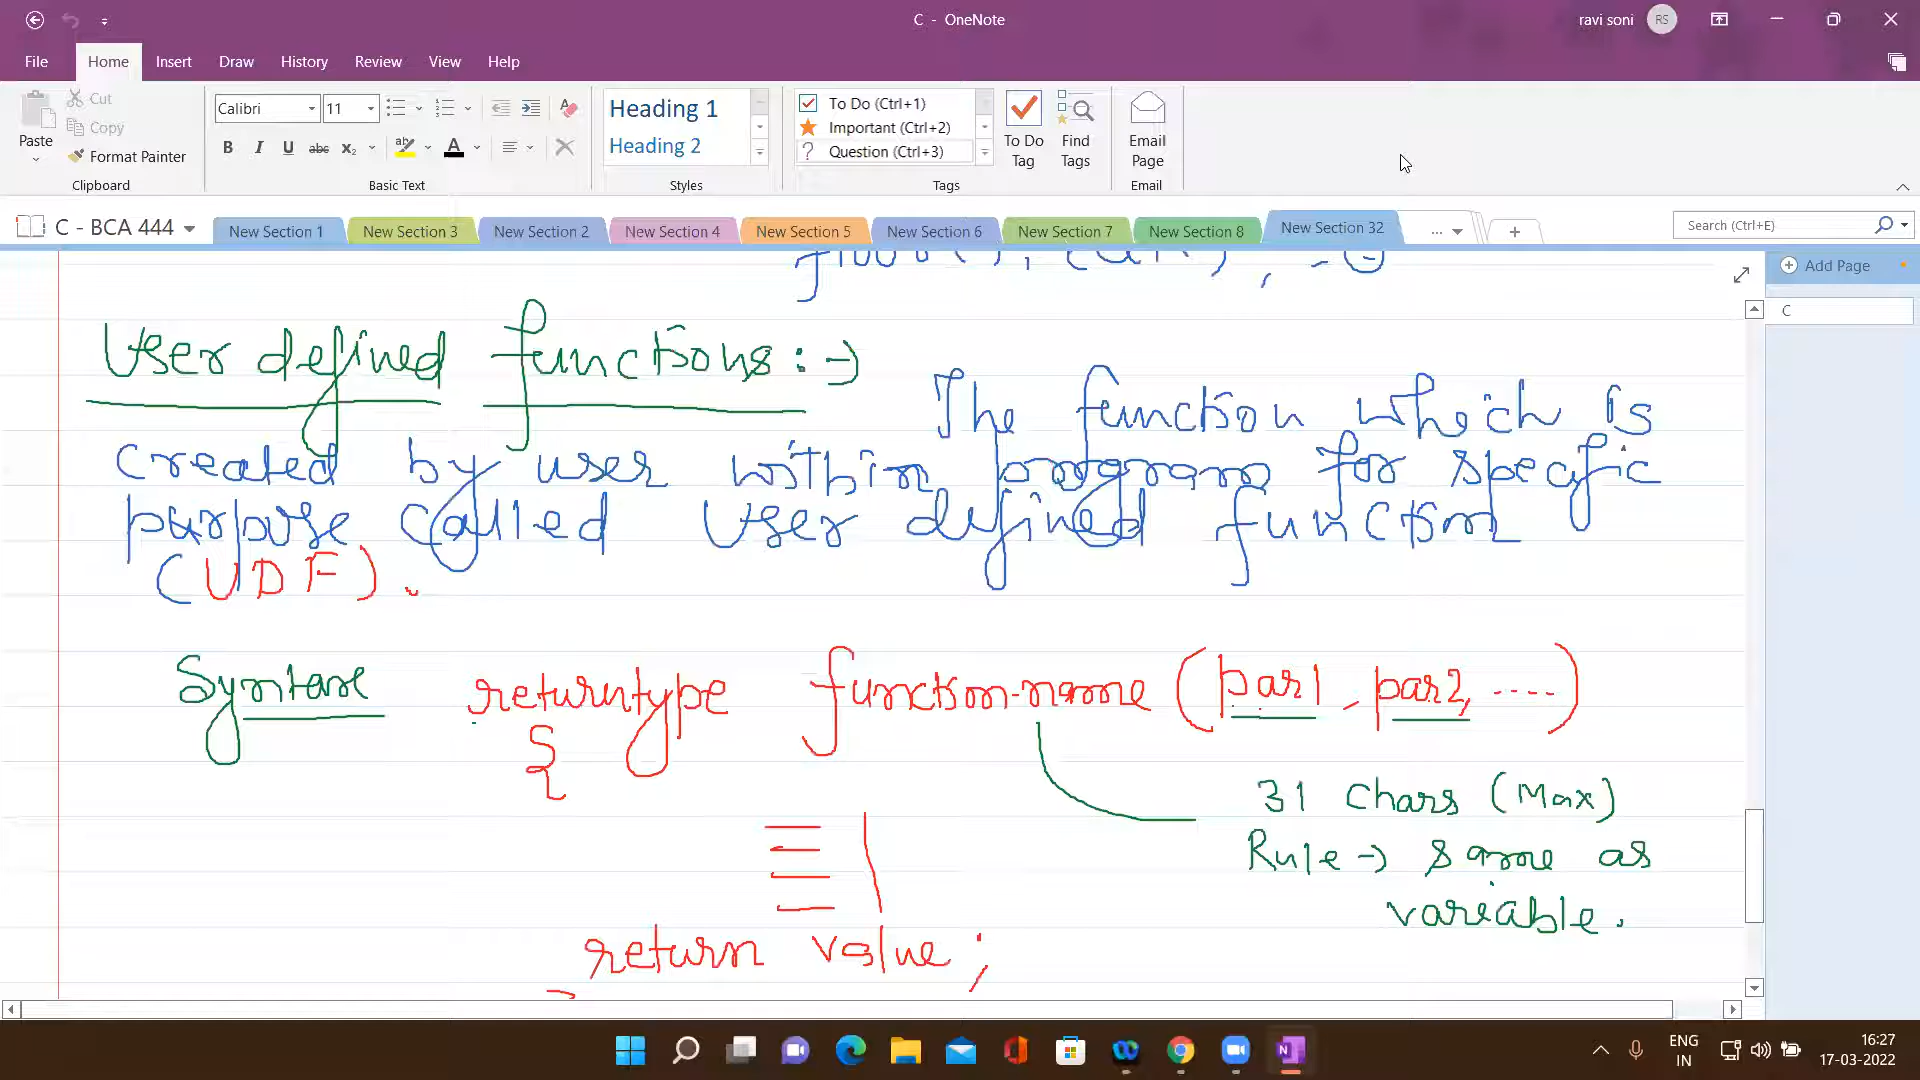 C - OneNote
ravi soni RS
File Home Insert Draw History Review View Help
Paste
Cut
Copy
Format Painter
Clipboard
Calibri 11
B I U abc X₂ A
Basic Text
Heading 1
Heading 2
Styles
To Do (Ctrl+1)
Important (Ctrl+2)
Question (Ctrl+3)
To Do Tag
Find Tags
Tags
Email Page
Email
C - BCA 444 New Section 1 New Section 3 New Section 2 New Section 4 New Section 5 New Section 6 New Section 7 New Section 8 New Section 32 ... +
Search (Ctrl+E)
Add Page
C
User defined functions :->
The function which is
created by user within program for specific
purpose called User defined function
(UDF).
Syntax returntype function-name (par1, par2, .....)
{
31 Chars (Max)
Rule -> Same as
variable.
return value;
ENG
IN
16:27
17-03-2022